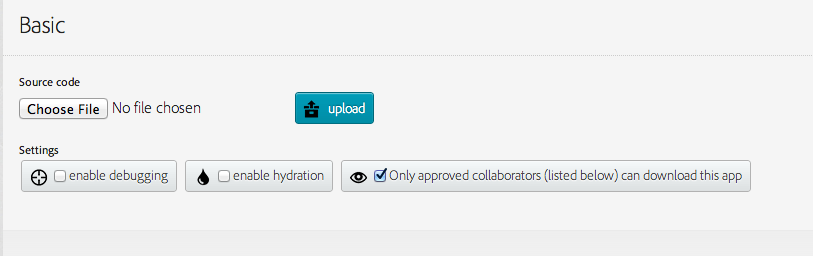 Basic
Source code
Choose File No file chosen upload
Settings
enable debugging enable hydration Only approved collaborators (listed below) can download this app